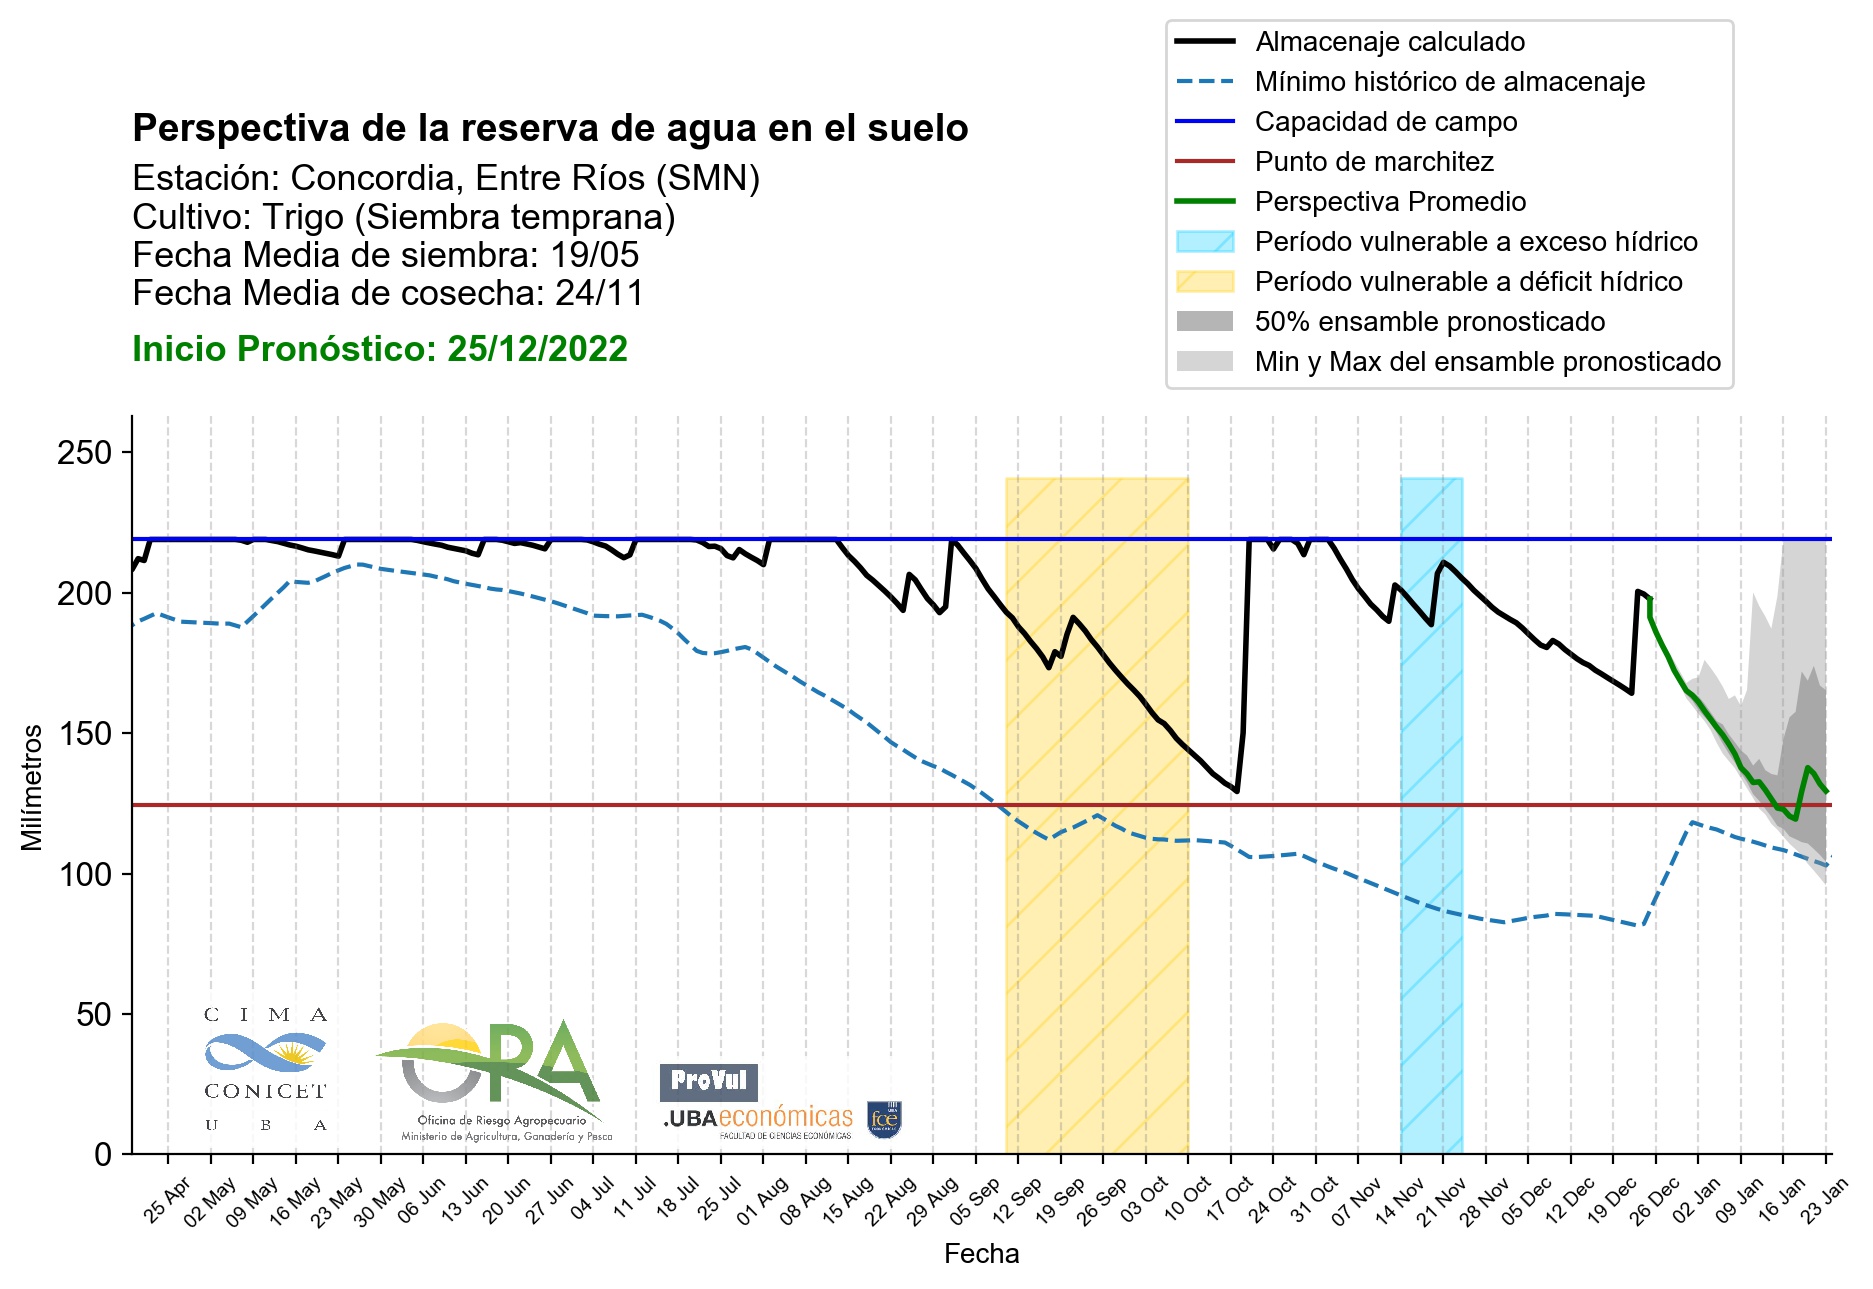 Almacenaje calculado
Mínimo histórico de almacenaje
Capacidad de campo
Punto de marchitez
Perspectiva Promedio
Período vulnerable a exceso hídrico
Período vulnerable a déficit hídrico
50% ensamble pronosticado
Min y Max del ensamble pronosticado
Perspectiva de la reserva de agua en el suelo
Estación: Concordia, Entre Ríos (SMN)
Cultivo: Trigo (Siembra temprana)
Fecha Media de siembra: 19/05
Fecha Media de cosecha: 24/11
Inicio Pronóstico: 25/12/2022
250
200
150
100
50
0
Milímetros
CIMA
CONICET
UBA
ORA
Oficina de Riesgo Agropecuario
Ministerio de Agricultura, Ganadería y Pesca
ProVul
.UBAeconómicas
FACULTAD DE CIENCIAS ECONÓMICAS
UBA
fce
ECONÓMICAS
25 Apr
02 May
09 May
16 May
23 May
30 May
06 Jun
13 Jun
20 Jun
27 Jun
04 Jul
11 Jul
18 Jul
25 Jul
01 Aug
08 Aug
15 Aug
22 Aug
29 Aug
05 Sep
12 Sep
19 Sep
26 Sep
03 Oct
10 Oct
17 Oct
24 Oct
31 Oct
07 Nov
14 Nov
21 Nov
28 Nov
05 Dec
12 Dec
19 Dec
26 Dec
02 Jan
09 Jan
16 Jan
23 Jan
Fecha